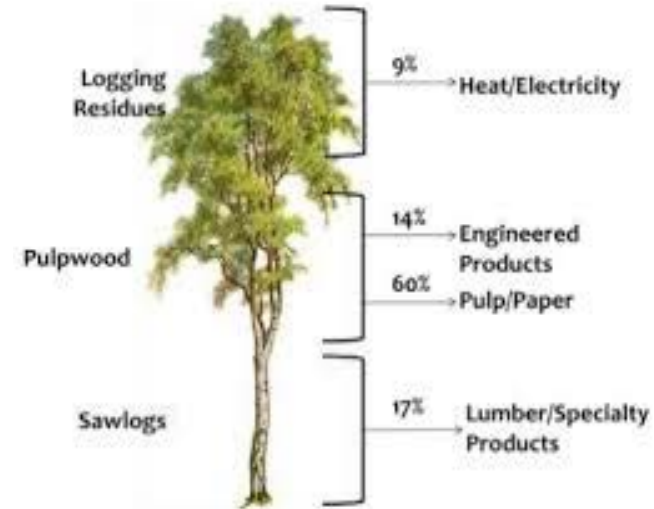 Logging
Residues
9%
Heat/Electricity
Pulpwood
14%
Engineered
Products
60%
Pulp/Paper
Sawlogs
17%
Lumber/Specialty
Products